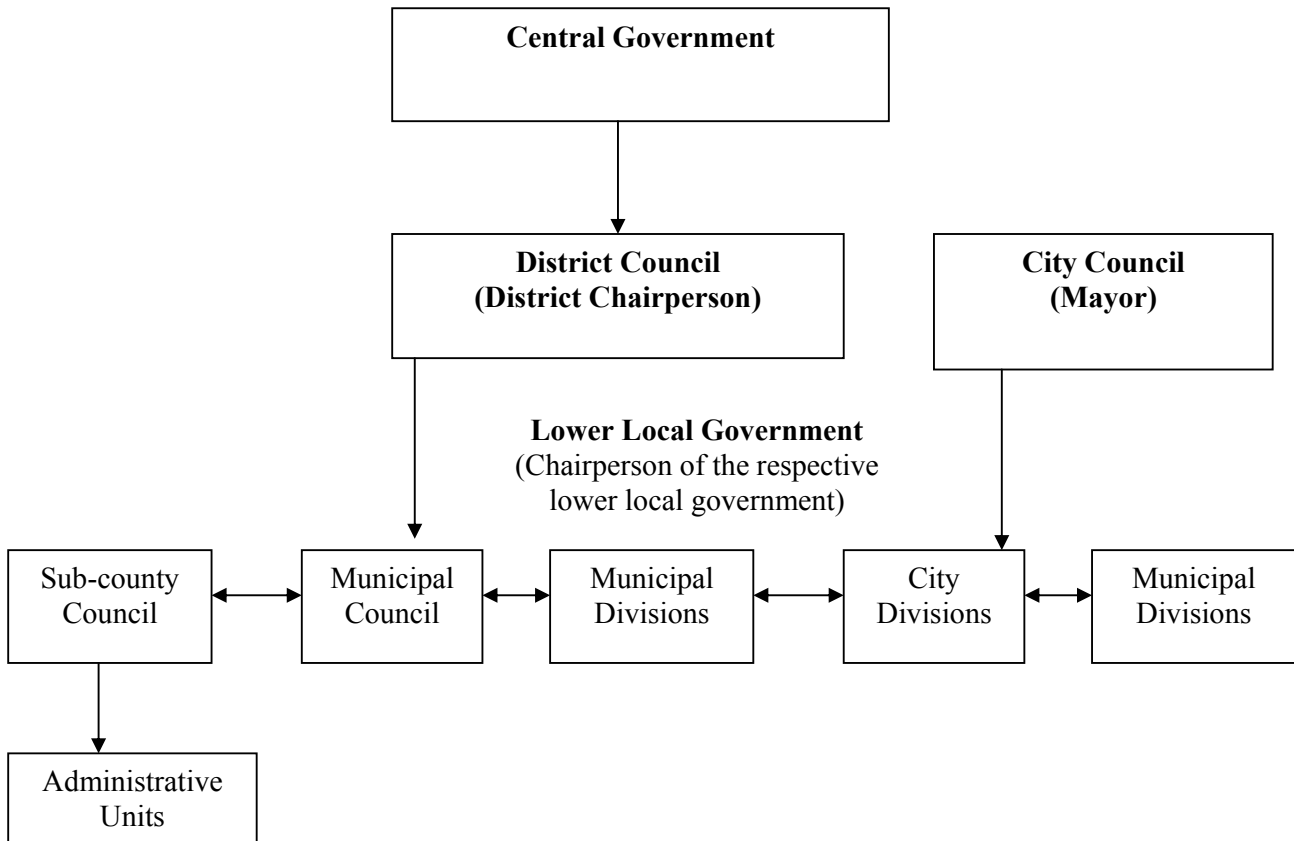 Central Government
District Council
(District Chairperson)
City Council
(Mayor)
Lower Local Government
(Chairperson of the respective
lower local government)
Sub-county
Council
Municipal
Council
Municipal
Divisions
City
Divisions
Municipal
Divisions
Administrative
Units